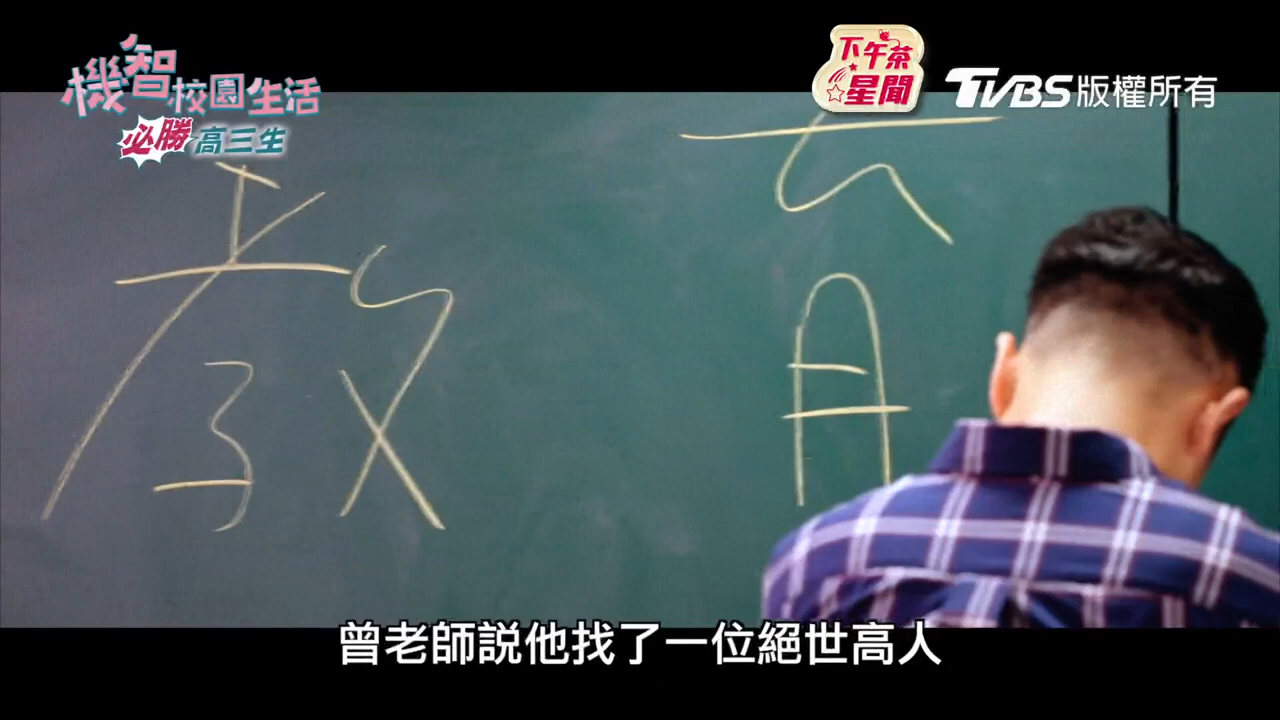 機智校園生活
必勝高三生
下午茶
星聞
TVBS版權所有
教育
曾老師説他找了一位絕世高人